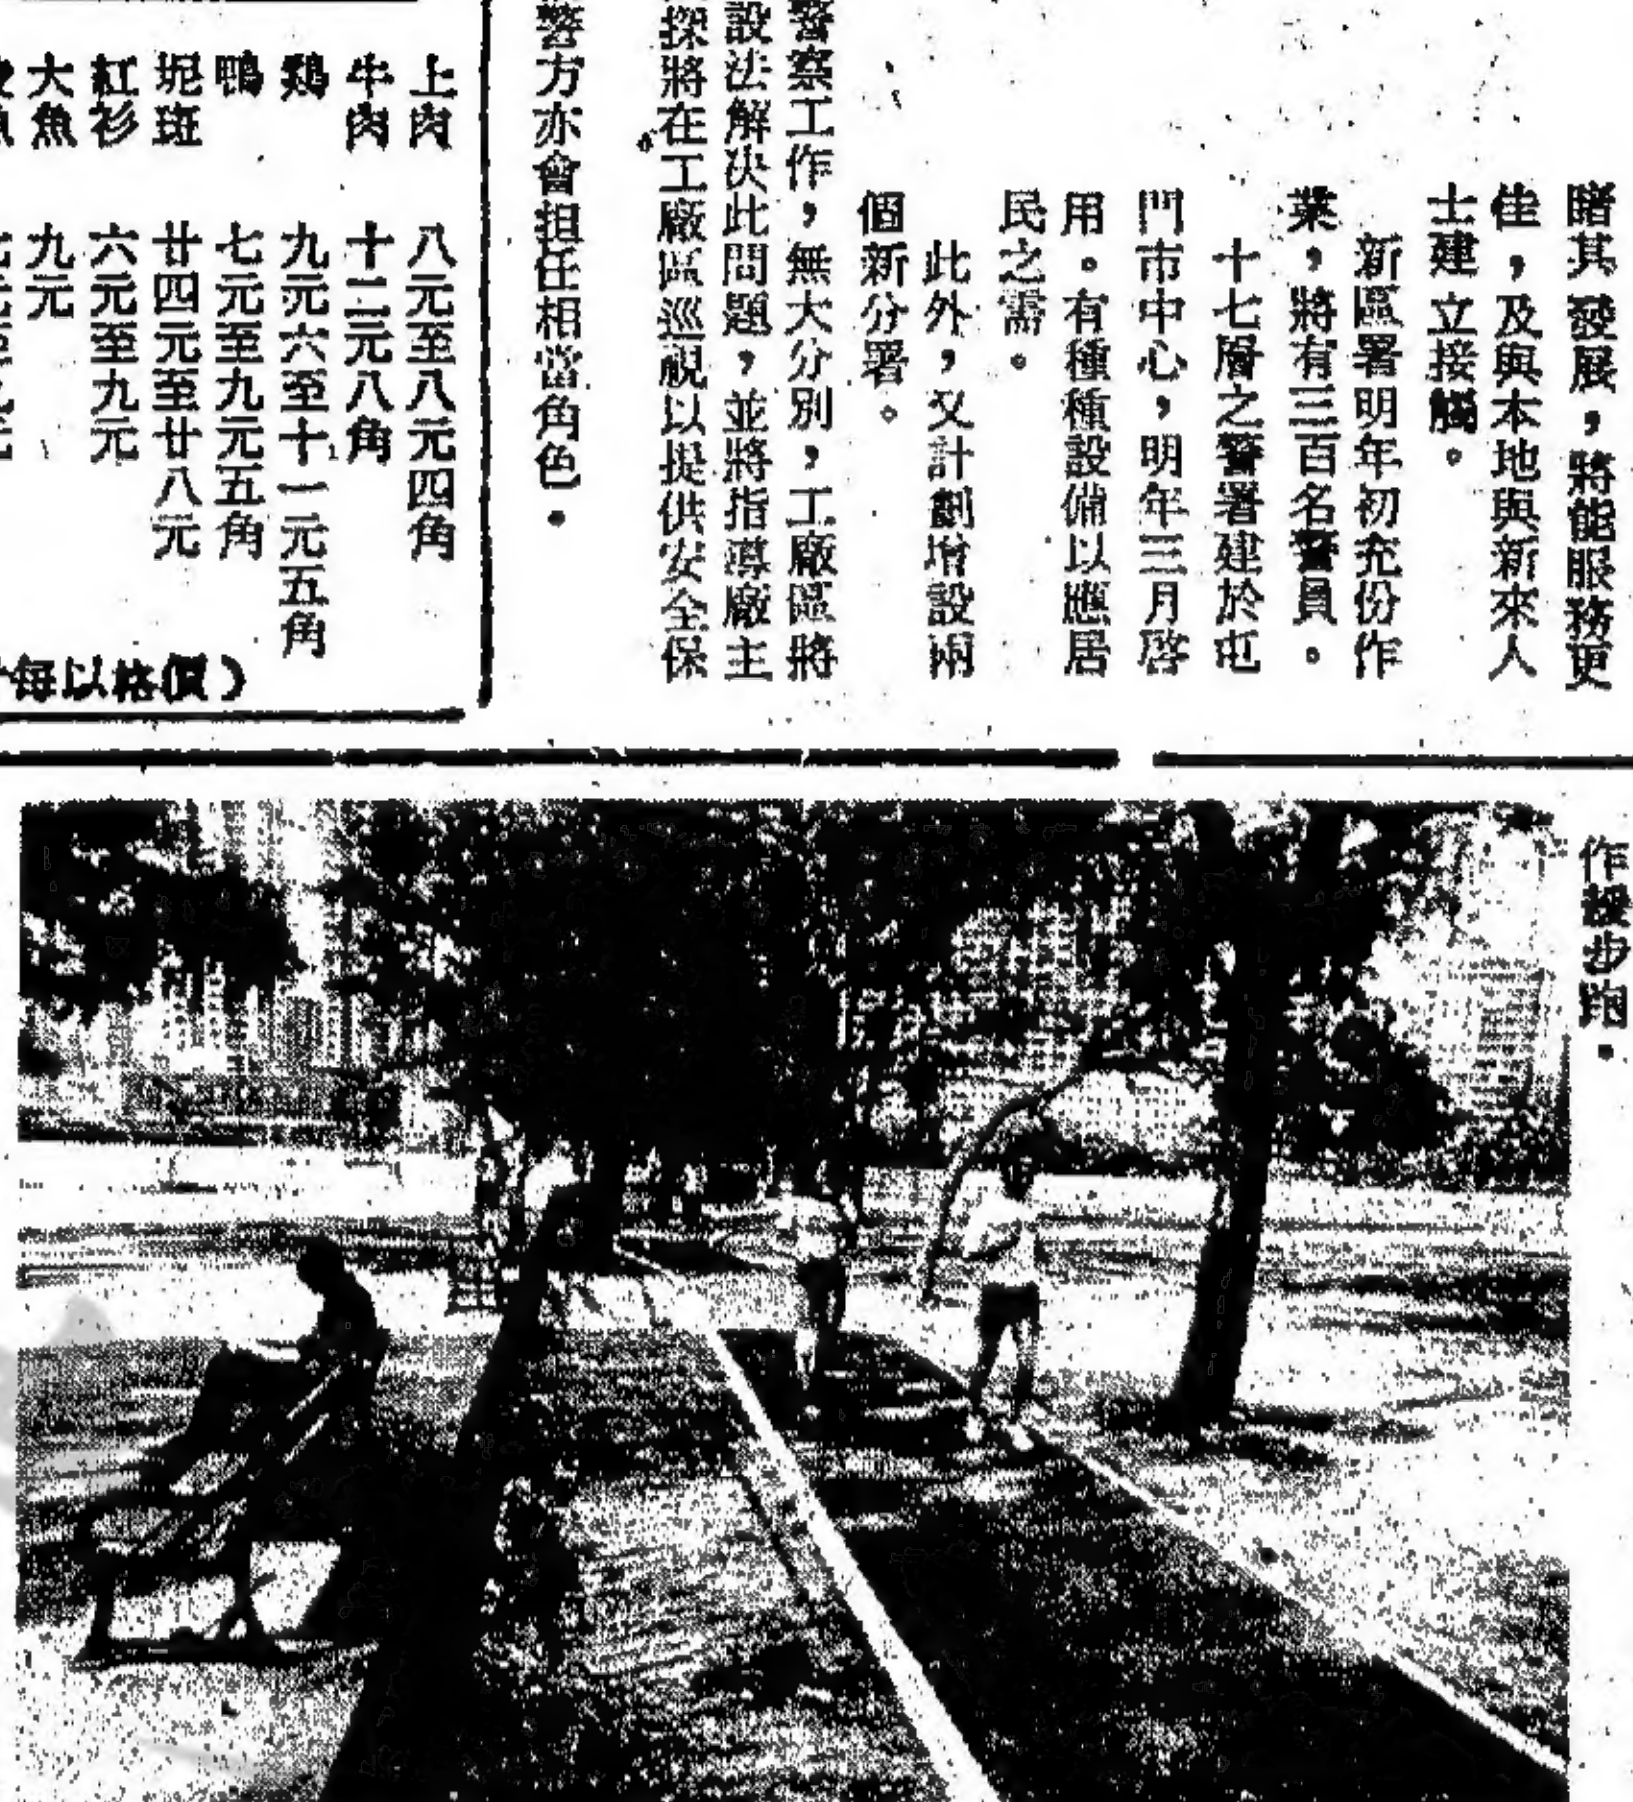 睹其發展，將能服務更
佳，及與本地與新來人
士建立接觸。
新區署明年初充份作
業，將有三百名警員。
十七層之警署建於屯
門市中心，明年三月啓
用。有種種設備以應居
民之需。
此外，又計劃增設兩
個新分署。
警察工作，無大分別，工廠區將
設法解决此問題，並將指導廠主
探將在工廠區巡視以提供安全保
。
警方亦會担任相當角色．
上肉　八元至八元四角
牛肉　十二元八角
鷄　九元六至十一元五角
鴨　七元至九元五角
坭斑　廿四元至廿八元
紅衫　六元至九元
大魚　九元
每以格價）
作緩步跑．